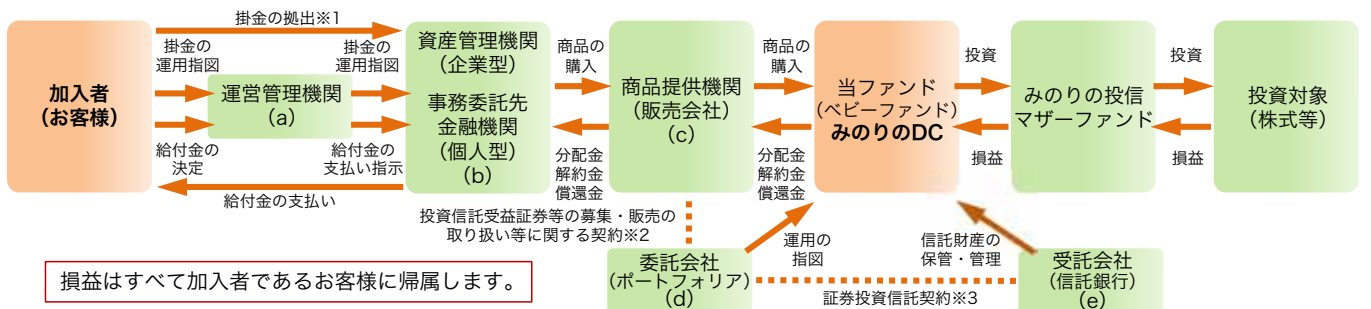 掛金の拠出※1
加入者
(お客様)
掛金の
運用指図
給付金の
決定
運営管理機関
(a)
掛金の
運用指図
給付金の
支払い指示
給付金の支払い
資産管理機関
(企業型)
事務委託先
金融機関
(個人型)
(b)
商品の
購入
分配金
解約金
償還金
商品提供機関
(販売会社)
(c)
商品の
購入
分配金
解約金
償還金
当ファンド
(ベビーファンド)
みのりのDC
投資
損益
みのりの投信
マザーファンド
投資
損益
投資対象
(株式等)
投資信託受益証券等の募集・販売の
取り扱い等に関する契約※2
運用の
指図
信託財産の
保管・管理
委託会社
(ポートフォリア)
(d)
証券投資信託契約※3
受託会社
(信託銀行)
(e)
損益はすべて加入者であるお客様に帰属します。